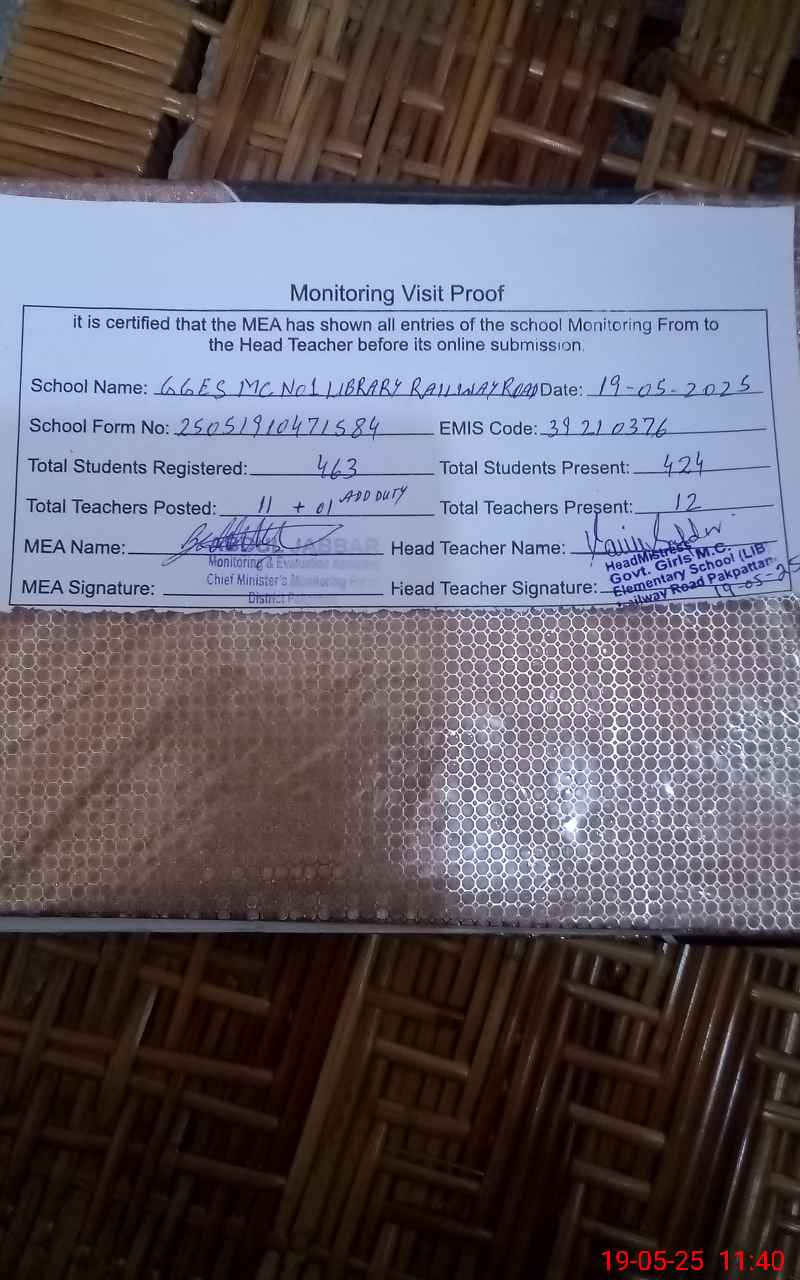 Monitoring Visit Proof
it is certified that the MEA has shown all entries of the school Monitoring From to
the Head Teacher before its online submission.
School Name: GGES MC No1 LIBRARY RAILWAY ROAD Date: 19-05-2025
School Form No: 25051910471584 EMIS Code: 39210376
Total Students Registered: 463 Total Students Present: 424
Total Teachers Posted: 11 + 01 ADD DUTY Total Teachers Present: 12
MEA Name: JABBAR Head Teacher Name:
Monitoring & Evaluation
Chief Minister's Monitoring
District
MEA Signature: Head Teacher Signature:
HeadMistress
Govt. Girls M.C.
Elementary School (LIB)
Railway Road Pakpattan
19-05-25
19-05-25 11:40